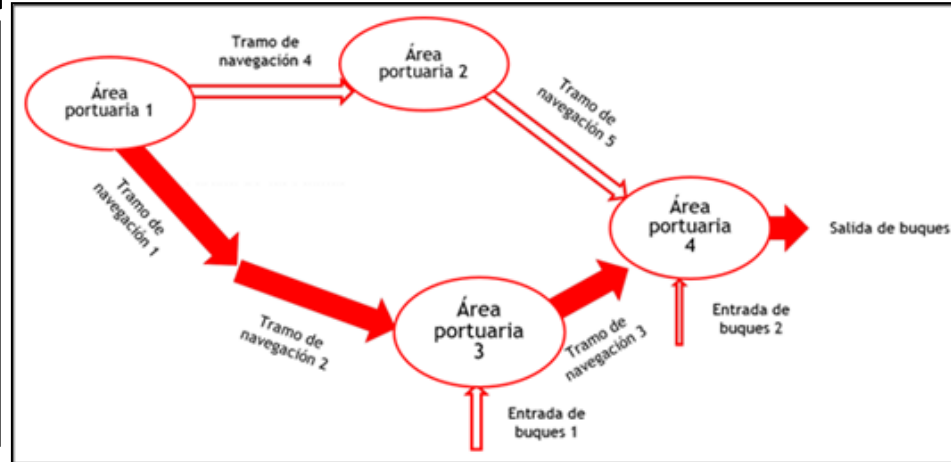 Tramo de
navegación 4
Área
portuaria 2
Área
portuaria 1
Tramo de
navegación 5
Tramo de
navegación 1
Área
portuaria
4
Salida de buques
Área
portuaria
3
Tramo de
navegación 2
Tramo de
navegación 3
Entrada de
buques 2
Entrada de
buques 1